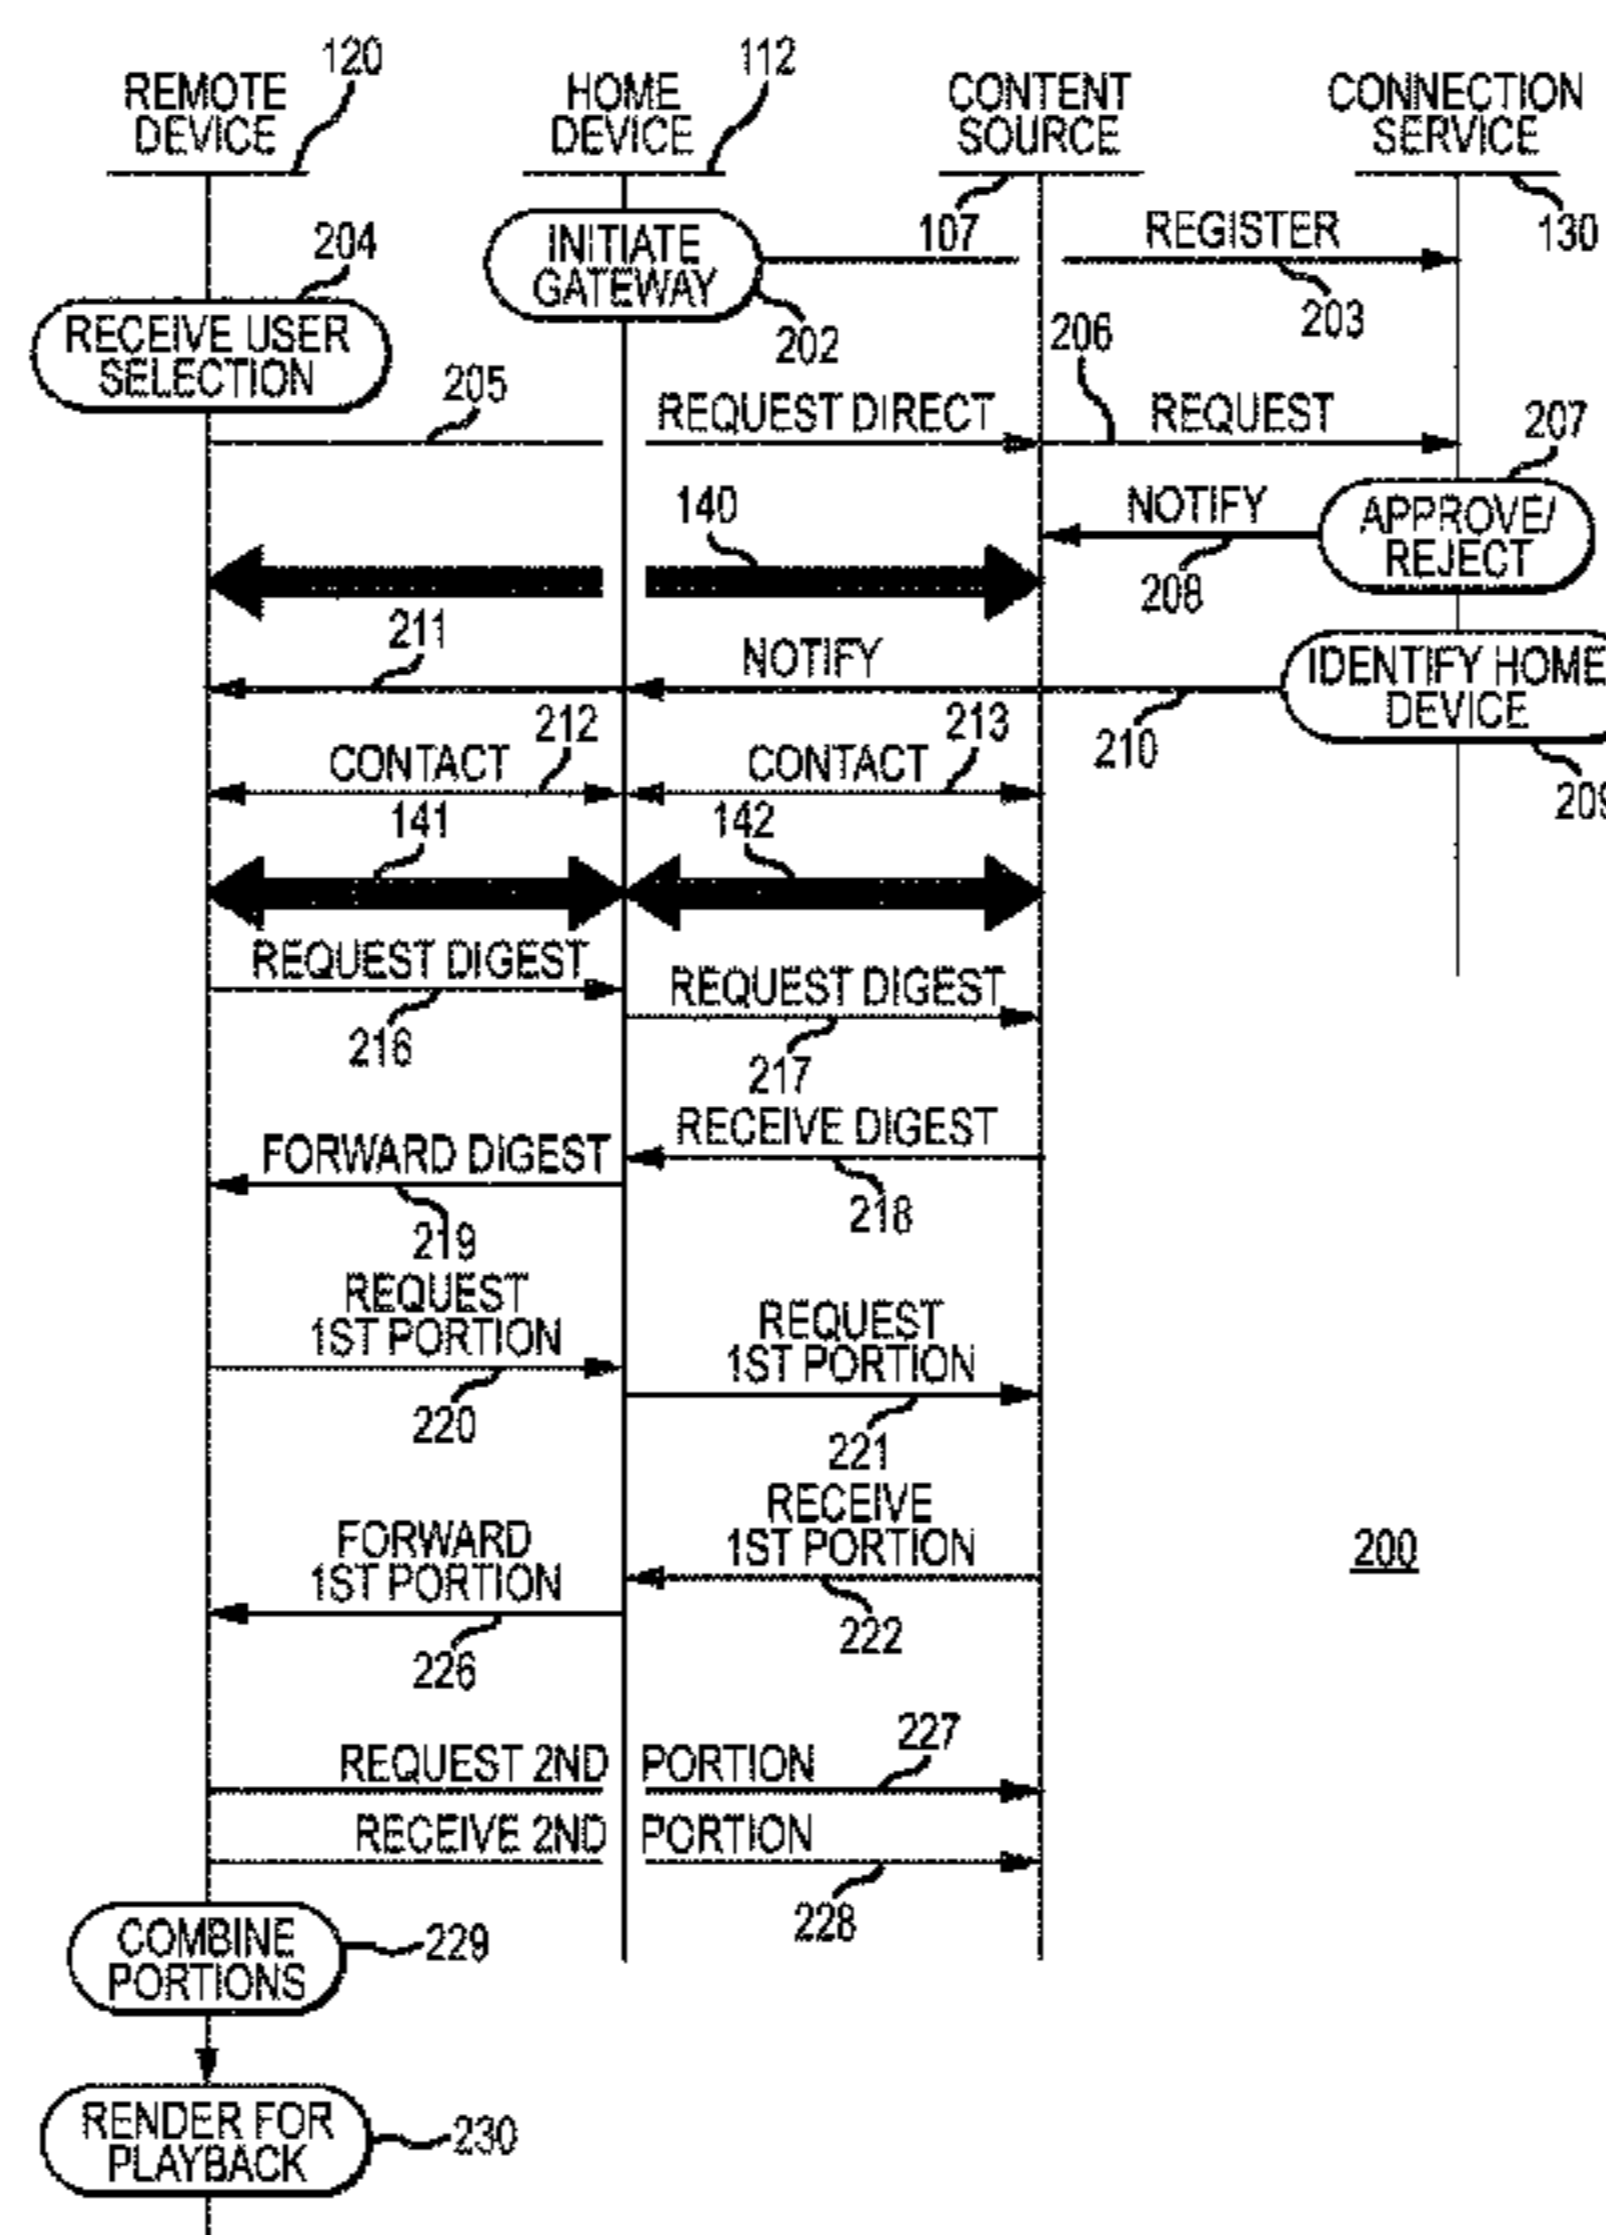 120
112
REMOTE
DEVICE
HOME
DEVICE
CONTENT
SOURCE
CONNECTION
SERVICE
107
130
204
INITIATE
GATEWAY
REGISTER
203
202
RECEIVE USER
SELECTION
206
205
REQUEST DIRECT
REQUEST
207
140
NOTIFY
APPROVE/
REJECT
208
211
NOTIFY
IDENTIFY HOME
DEVICE
212
213
210
CONTACT
CONTACT
209
141
142
REQUEST DIGEST
REQUEST DIGEST
216
217
RECEIVE DIGEST
FORWARD DIGEST
218
219
REQUEST
1ST PORTION
REQUEST
1ST PORTION
220
221
RECEIVE
1ST PORTION
FORWARD
1ST PORTION
200
222
226
227
REQUEST 2ND PORTION
RECEIVE 2ND PORTION
228
COMBINE
PORTIONS
229
RENDER FOR
PLAYBACK
230